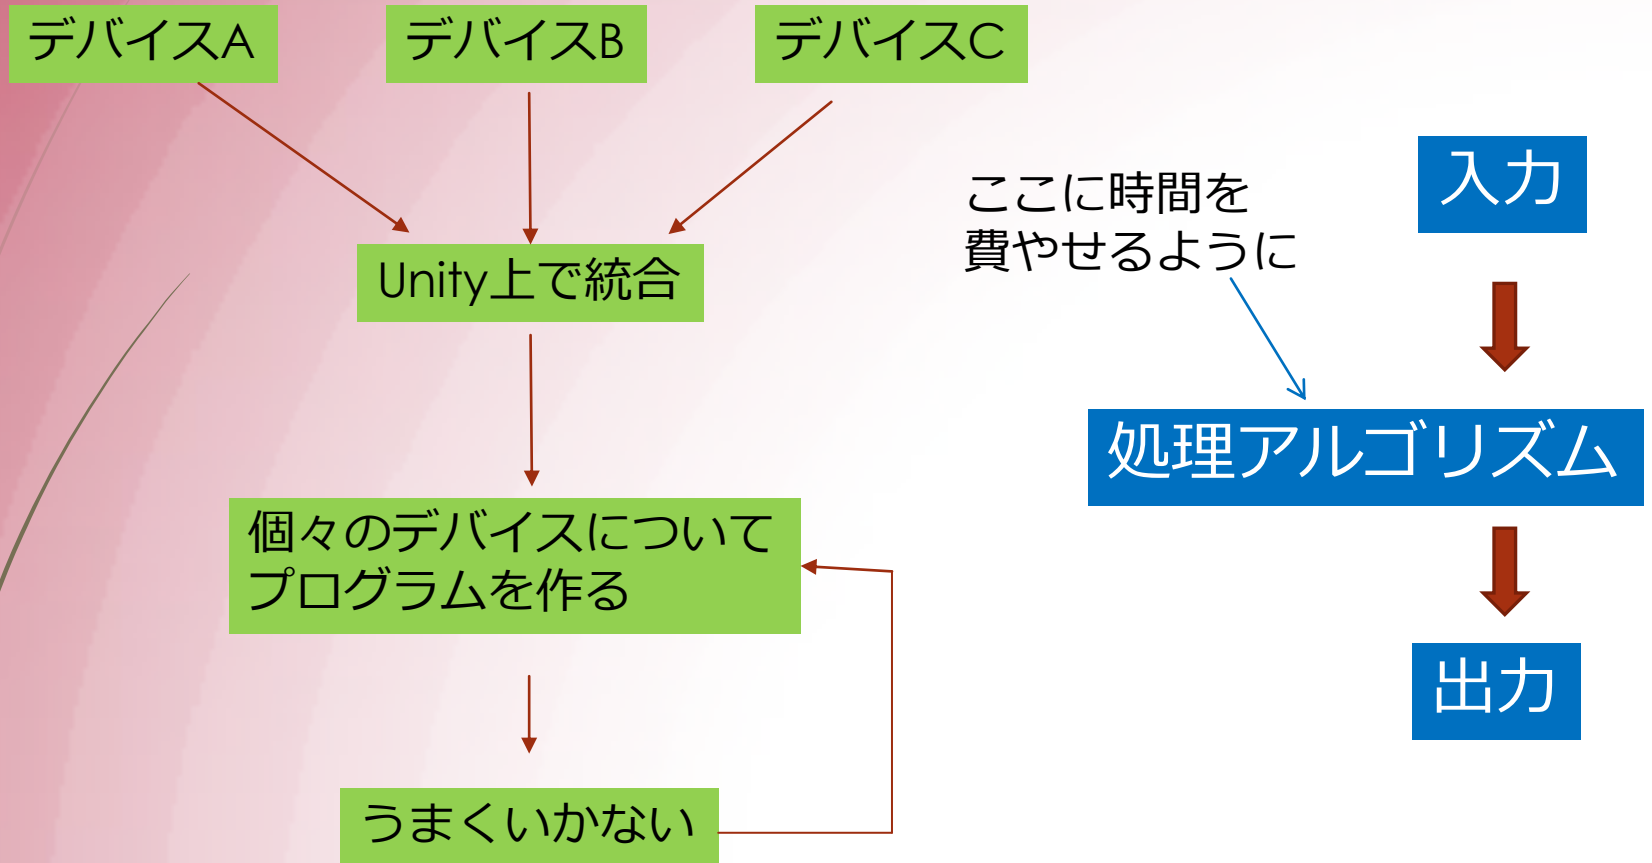 デバイスA
デバイスB
デバイスC
Unity上で統合
個々のデバイスについて
プログラムを作る
うまくいかない
ここに時間を
費やせるように
入力
処理アルゴリズム
出力